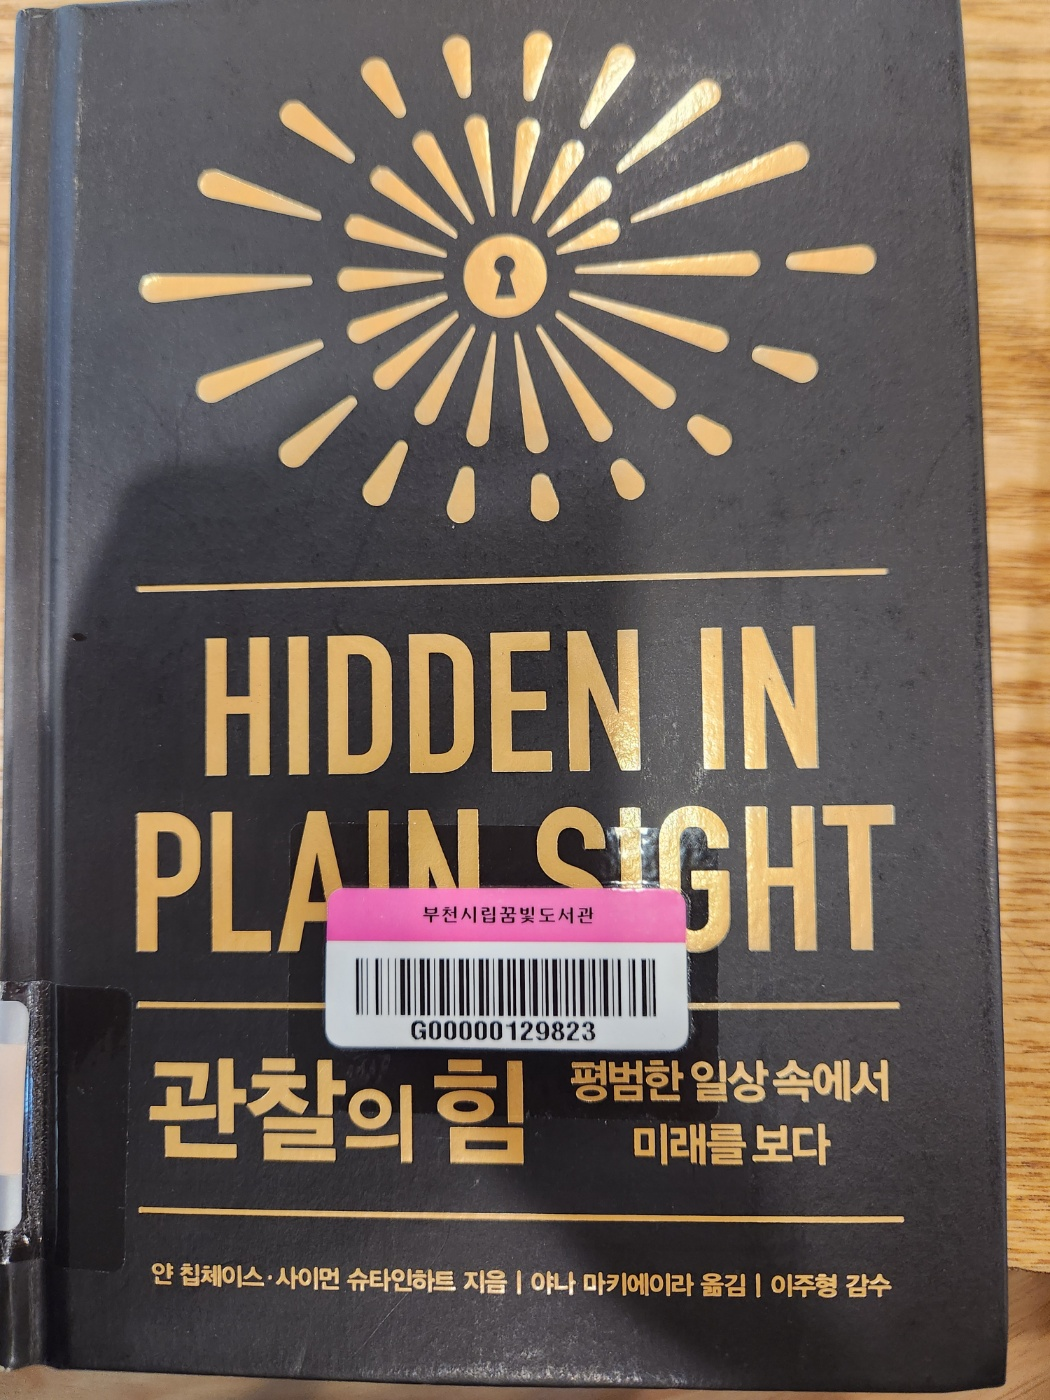 HIDDEN IN
PLAIN SIGHT
부천시립꿈빛도서관
G00000129823
관찰의 힘
평범한 일상 속에서
미래를 보다
얀 칩체이스·사이먼 슈타인하트 지음 | 야나 마키에이라 옮김 | 이주형 감수